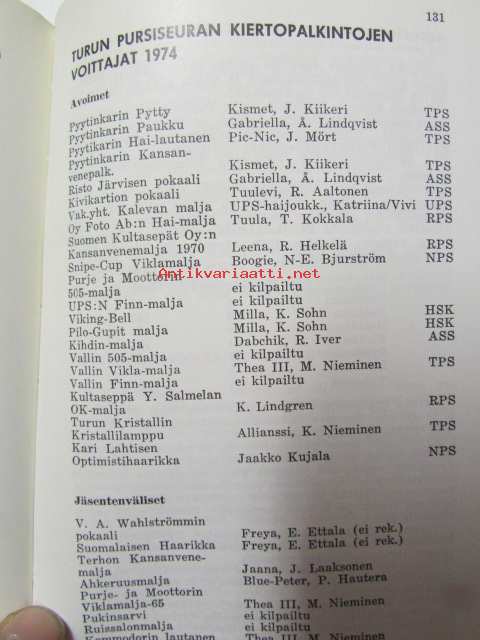 131
TURUN PURSISEURAN KIERTOPALKINTOJEN
VOITTAJAT 1974
Avoimet
Pyytinkarin Pytty Kismet, J. Kiikeri TPS
Pyytinkarin Paukku Gabriella, Å. Lindqvist ASS
Pyytikarin Hai-lautanen Pic-Nic, J. Mört TPS
Pyytinkarin Kansan-
venepalk. Kismet, J. Kiikeri TPS
Risto Järvisen pokaali Gabriella, Å. Lindqvist ASS
Kivikartion pokaali Tuulevi, R. Aaltonen TPS
Vak.yht. Kalevan malja UPS-haijoukk., Katriina/Vivi UPS
Oy Foto Ab:n Hai-malja Tuula, T. Kokkala RPS
Suomen Kultasepät Oy:n
Kansanvenemalja 1970 Leena, R. Helkelä RPS
Snipe-Cup Viklamalja Boogie, N-E. Bjurström NPS
Purje ja Moottorin
505-malja ei kilpailtu
UPS:N Finn-malja ei kilpailtu
Viking-Bell Milla, K. Sohn HSK
Pilo-Gupit malja Milla, K. Sohn HSK
Kihdin-malja Dabchik, R. Iver ASS
Vallin 505-malja ei kilpailtu
Vallin Vikla-malja Thea III, M. Nieminen TPS
Vallin Finn-malja ei kilpailtu
Kultaseppä Y. Salmelan
OK-malja K. Lindgren RPS
Turun Kristallin
Kristallilamppu Allianssi, K. Nieminen TPS
Kari Lahtisen
Optimistihaarikka Jaakko Kujala NPS
Jäsentenväliset
V. A. Wahlströmmin
pokaali Freya, E. Ettala (ei rek.)
Suomalaisen Haarikka Freya, E. Ettala (ei rek.)
Terhon Kansanvene-
malja Jaana, J. Laaksonen
Ahkeruusmalja Blue-Peter, P. Hautera
Purje- ja Moottorin
Viklamalja-65 Thea III, M. Nieminen
Pukinsarvi ei kilpailtu
Ruissalonmalja ei kilpailtu
Kommodorin lautanen
Antikvariaatti.net